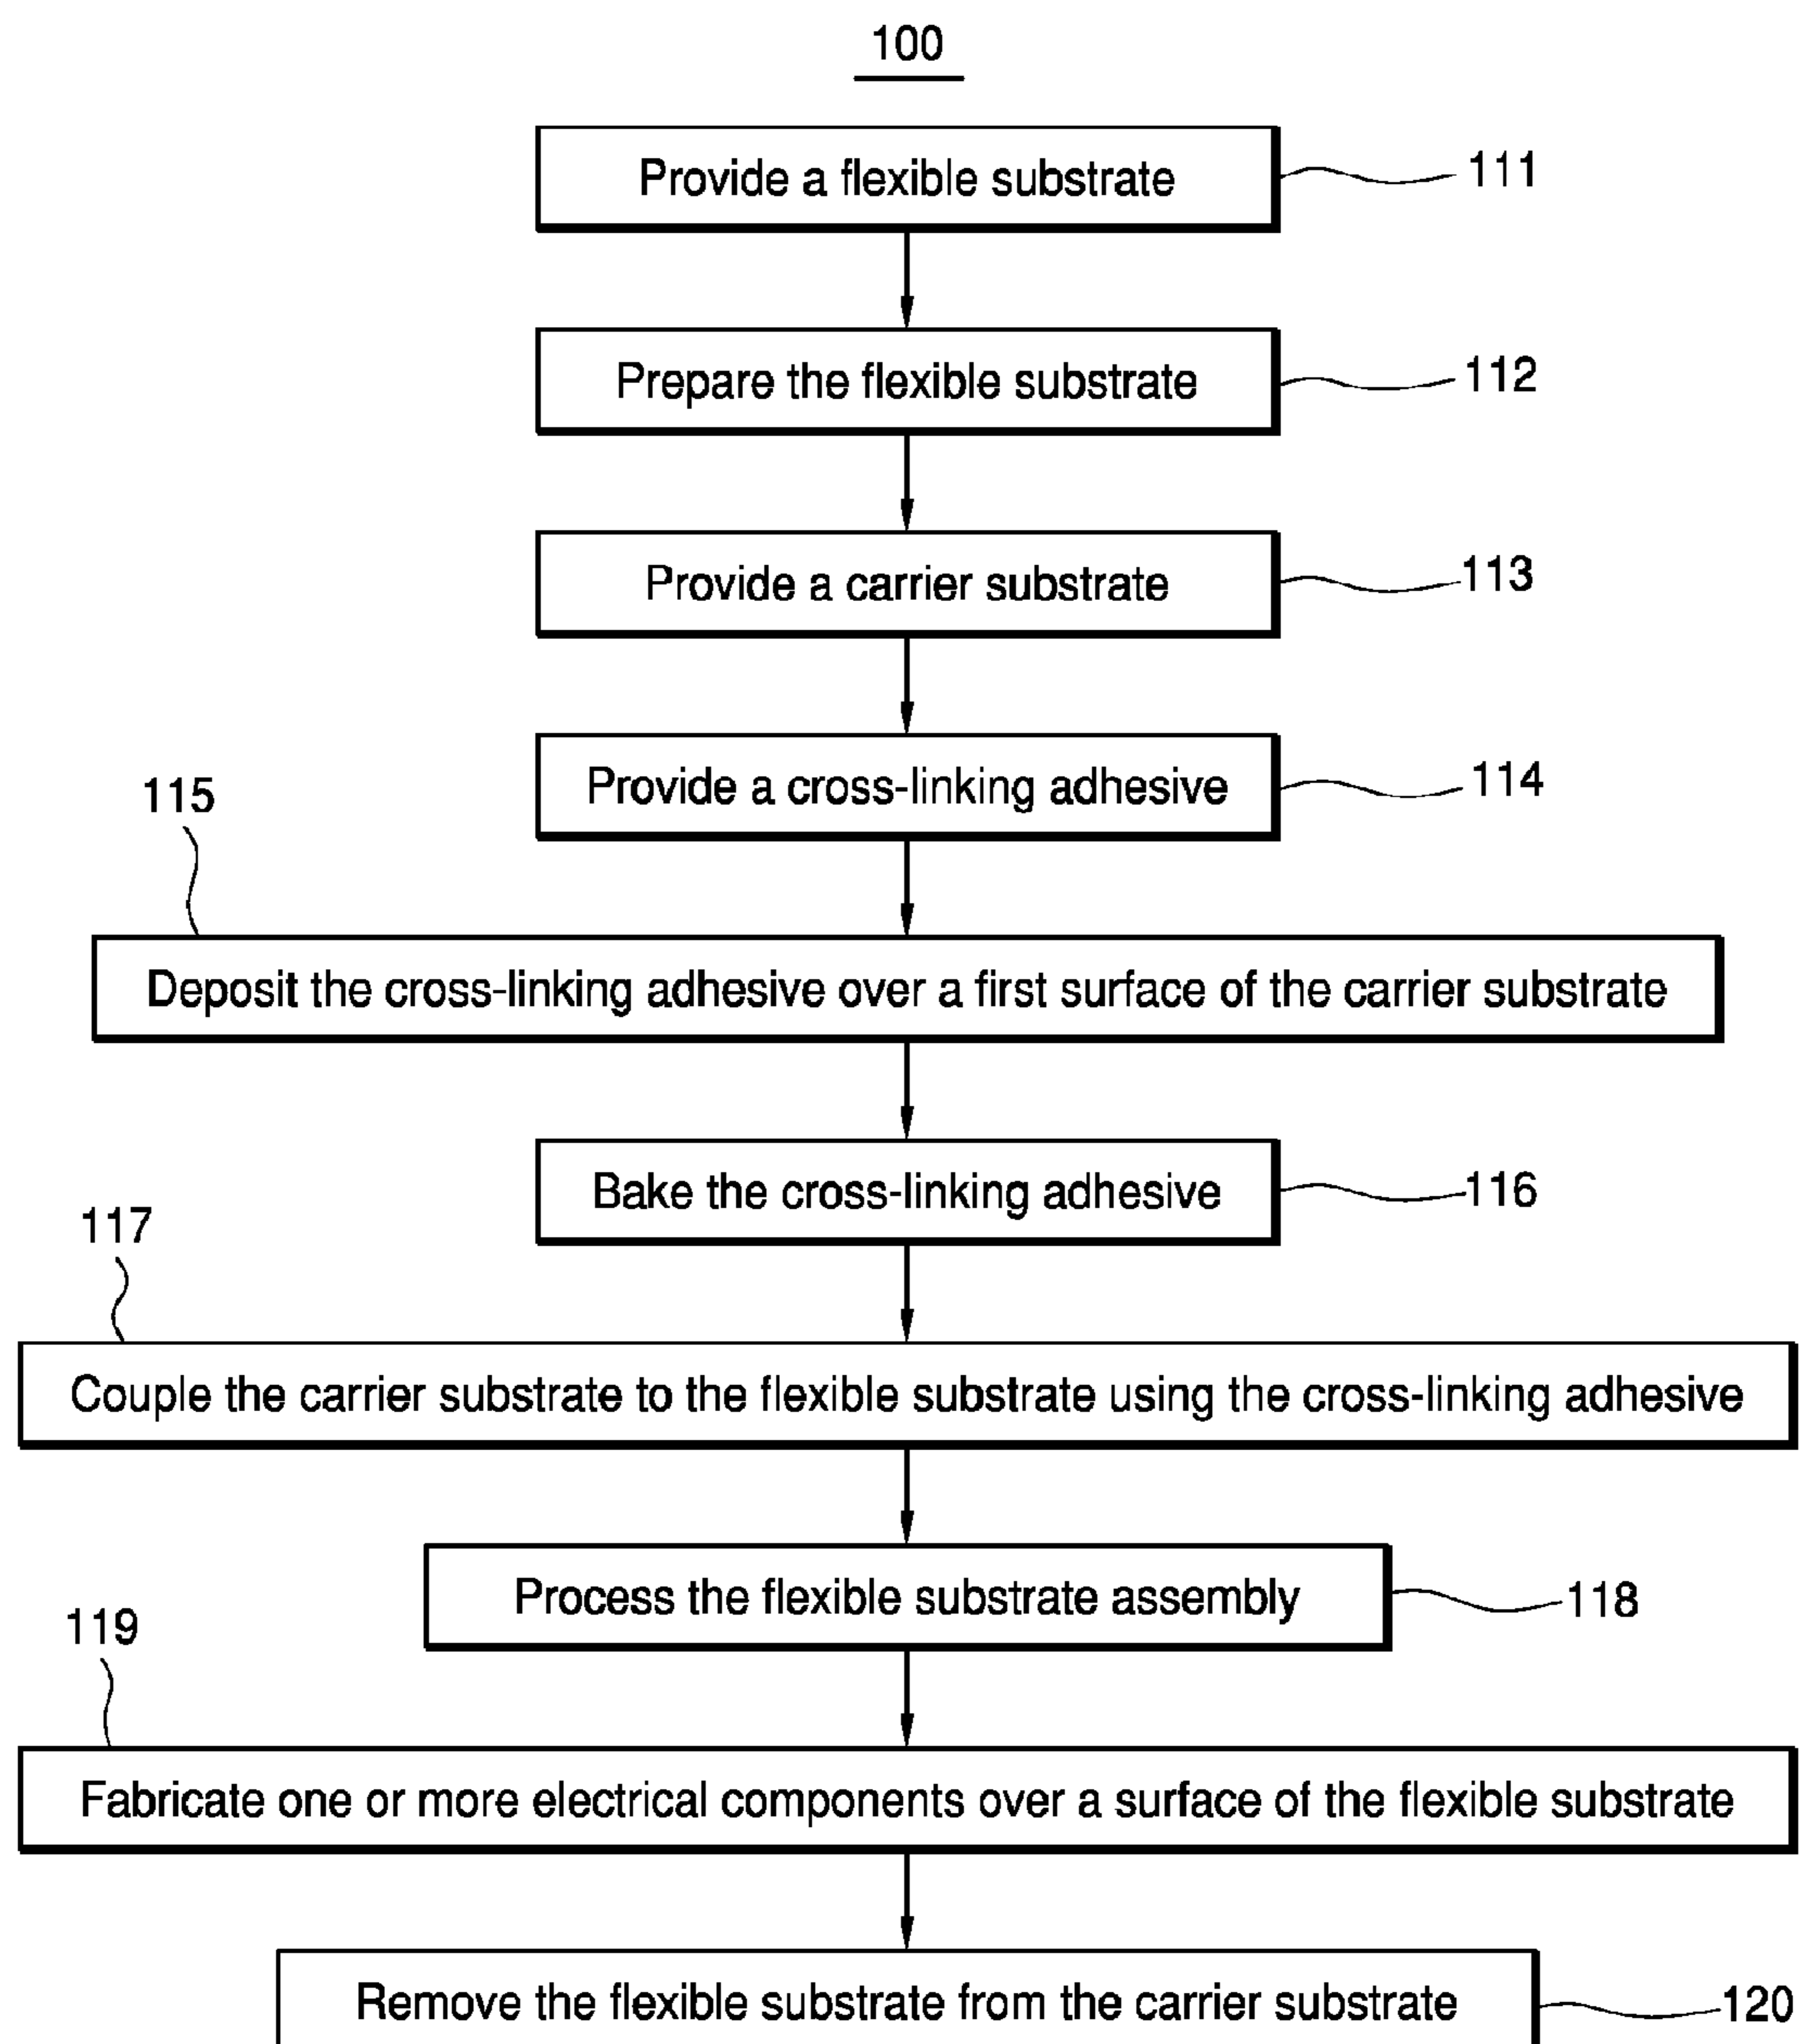 100
Provide a flexible substrate
111
Prepare the flexible substrate
112
Provide a carrier substrate
113
Provide a cross-linking adhesive
114
115
Deposit the cross-linking adhesive over a first surface of the carrier substrate
Bake the cross-linking adhesive
116
117
Couple the carrier substrate to the flexible substrate using the cross-linking adhesive
Process the flexible substrate assembly
118
119
Fabricate one or more electrical components over a surface of the flexible substrate
Remove the flexible substrate from the carrier substrate
120